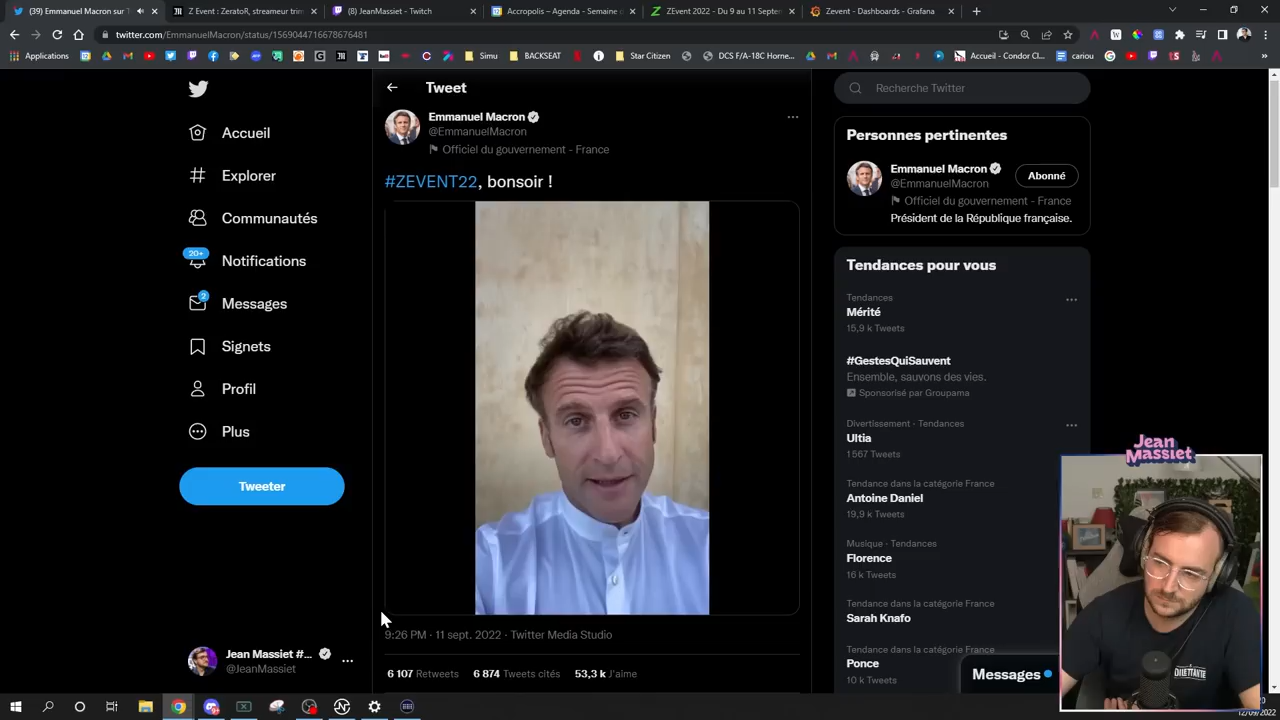 (39) Emmanuel Macron sur T
Z Event : ZeratoR, streameur trim
(8) JeanMassiet - Twitch
Accropolis – Agenda – Semaine d
ZEvent 2022 - Du 9 au 11 Septem
Zevent - Dashboards - Grafana
twitter.com/EmmanuelMacron/status/1569044716678676481
Applications
Simu
BACKSEAT
Star Citizen
DCS F/A-18C Horne...
Accueil - Condor Cl...
cariou
Tweet
Emmanuel Macron
@EmmanuelMacron
Officiel du gouvernement - France
#ZEVENT22, bonsoir !
9:26 PM · 11 sept. 2022 · Twitter Media Studio
6 107 Retweets 6 874 Tweets cités 53,3 k J'aime
Accueil
Explorer
Communautés
20+
Notifications
2
Messages
Signets
Profil
Plus
Tweeter
Jean Massiet #...
@JeanMassiet
Recherche Twitter
Personnes pertinentes
Emmanuel Macron
@EmmanuelMacron
Abonné
Officiel du gouvernement - France
Président de la République française.
Tendances pour vous
Tendances
Mérité
15,9 k Tweets
#GestesQuiSauvent
Ensemble, sauvons des vies.
Sponsorisé par Groupama
Divertissement · Tendances
Ultia
1 567 Tweets
Tendance dans la catégorie France
Antoine Daniel
19,9 k Tweets
Musique · Tendances
Florence
16 k Tweets
Tendance dans la catégorie France
Sarah Knafo
Tendance dans la catégorie France
Ponce
10 k Tweets
Messages
Jean
Massiet
DILETTANTE
12/09/2022